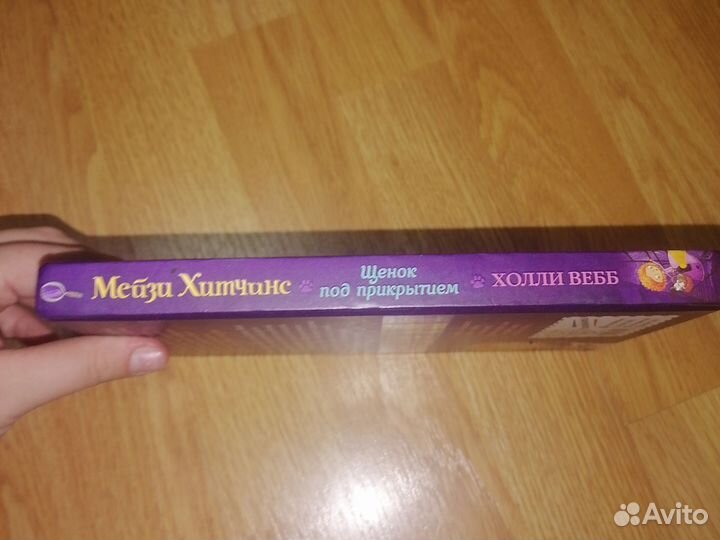 Мейзи Хитчинс
Щенок
под прикрытием
ХОЛЛИ ВЕББ
Avito